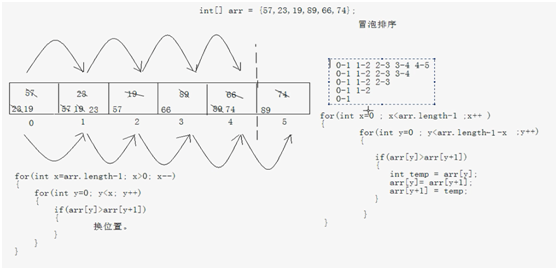 int[] arr = {57,23,19,89,66,74};
冒泡排序
57 23 19 89 66 74
23,19 57 19, 23 57 66 89 74 89
0 1 2 3 4 5
0-1 1-2 2-3 3-4 4-5
0-1 1-2 2-3 3-4
0-1 1-2 2-3
0-1 1-2
0-1
for(int x=0 ; x<arr.length-1 ;x++ )
{
for(int y=0 ; y<arr.length-1-x ;y++)
{
if(arr[y]>arr[y+1])
{
int temp = arr[y];
arr[y]= arr[y+1];
arr[y+1] = temp;
}
}
}
for(int x=arr.length-1; x>0; x--)
{
for(int y=0; y<x; y++)
{
if(arr[y]>arr[y+1])
{
换位置。
}
}
}